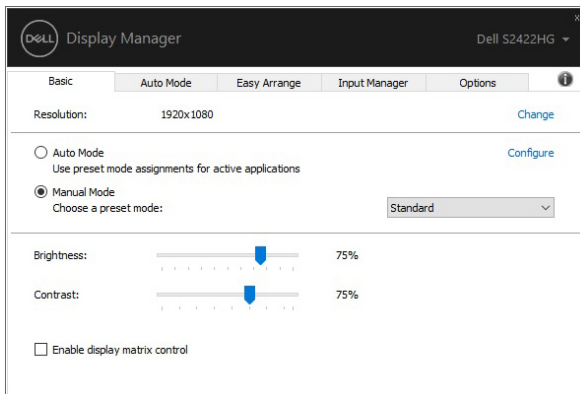 DELL Display Manager Dell S2422HG
x
Basic Auto Mode Easy Arrange Input Manager Options
Resolution: 1920x1080 Change
Auto Mode Configure
Use preset mode assignments for active applications
Manual Mode
Choose a preset mode: Standard
Brightness: 75%
Contrast: 75%
Enable display matrix control